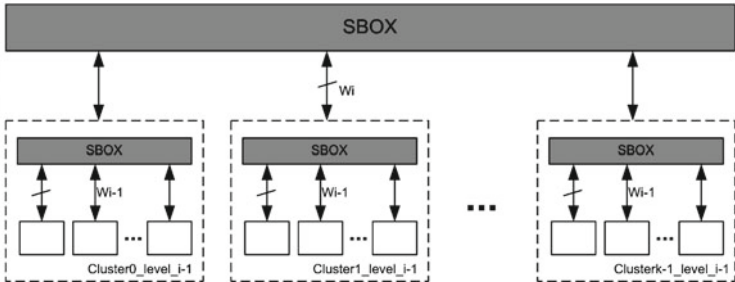 SBOX
Wi
SBOX
SBOX
SBOX
Wi-1
Wi-1
Wi-1
...
...
...
...
Cluster0_level_i-1
Cluster1_level_i-1
Clusterk-1_level_i-1